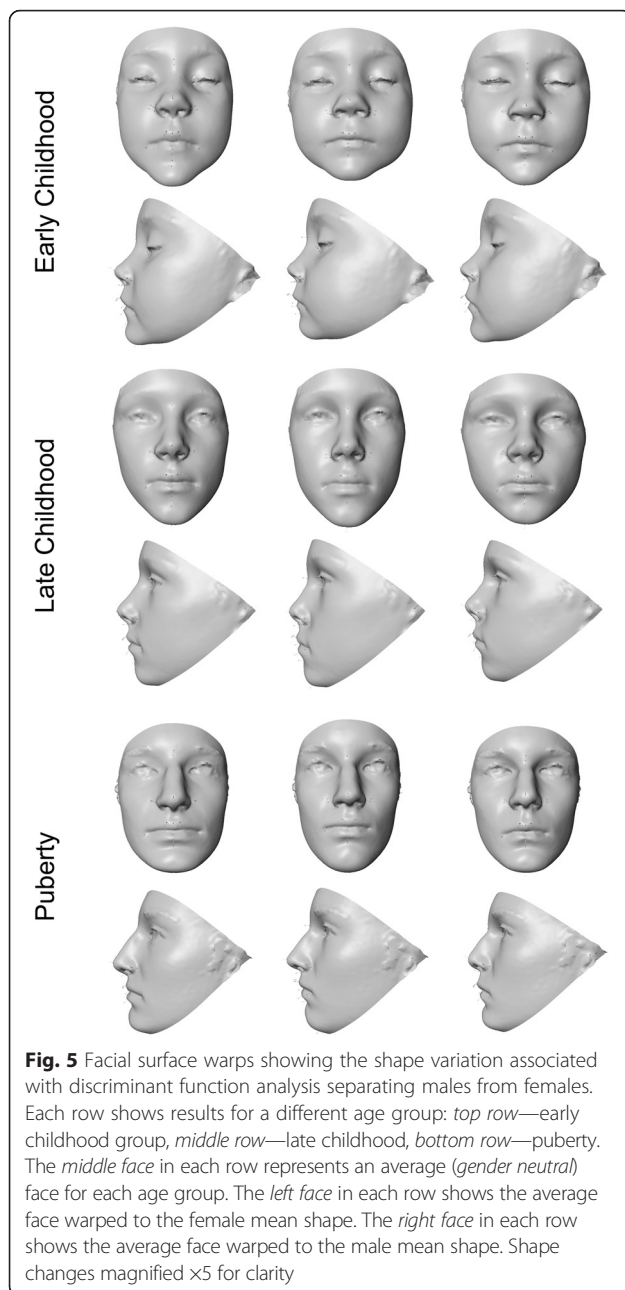 Early Childhood
Late Childhood
Puberty
Fig. 5 Facial surface warps showing the shape variation associated
with discriminant function analysis separating males from females.
Each row shows results for a different age group: top row—early
childhood group, middle row—late childhood, bottom row—puberty.
The middle face in each row represents an average (gender neutral)
face for each age group. The left face in each row shows the average
face warped to the female mean shape. The right face in each row
shows the average face warped to the male mean shape. Shape
changes magnified ×5 for clarity